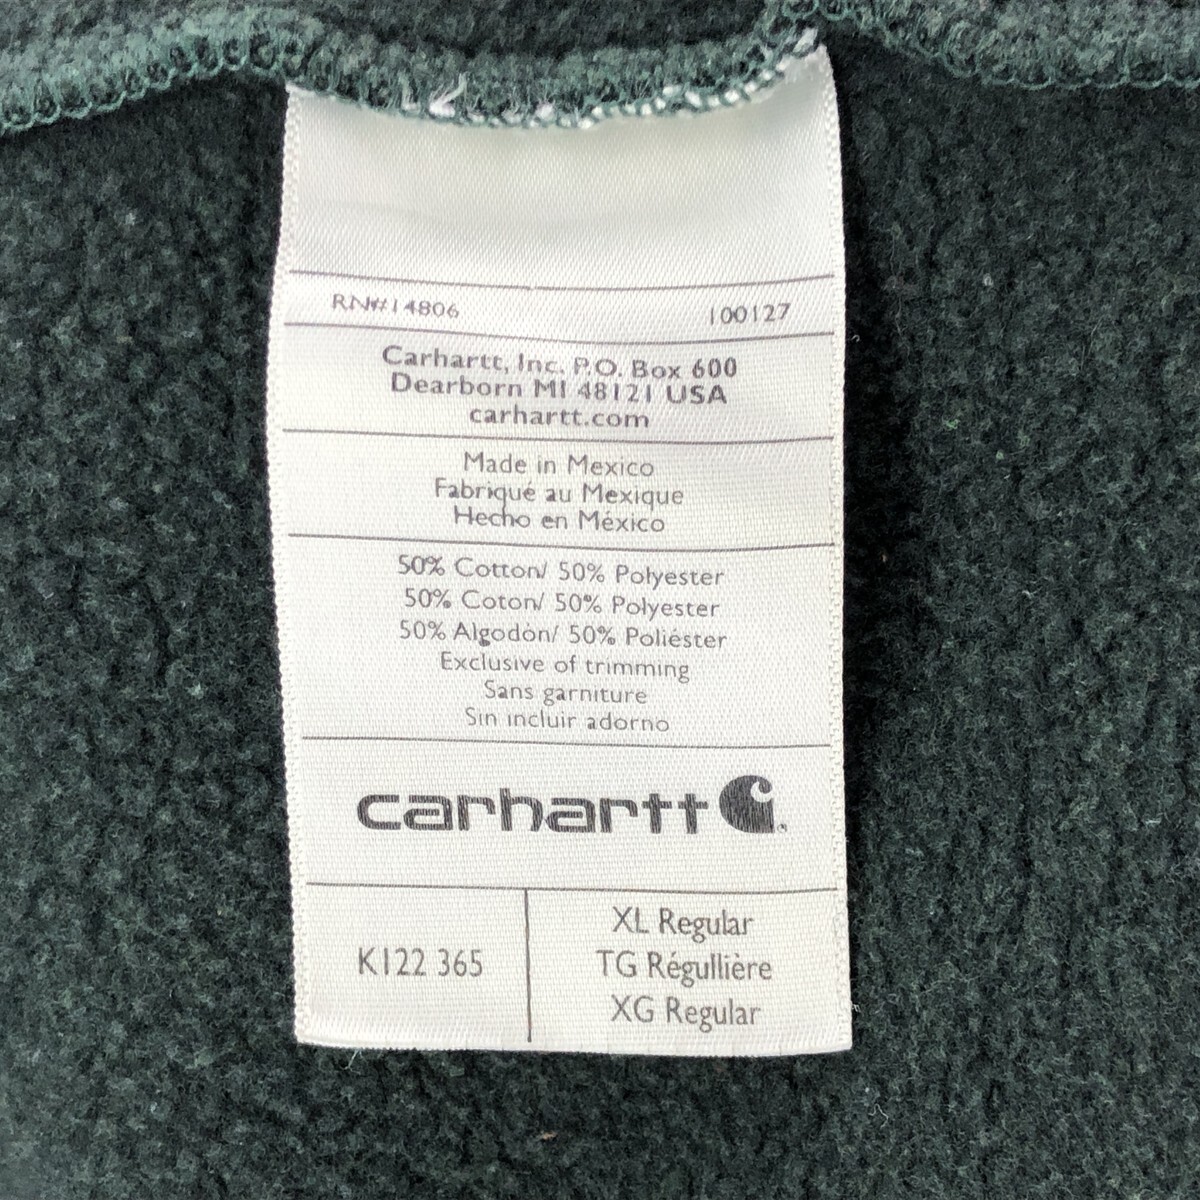 RN#14806 100127
Carhartt, Inc. P.O. Box 600
Dearborn MI 48121 USA
carhartt.com
Made in Mexico
Fabriqué au Mexique
Hecho en México
50% Cotton/ 50% Polyester
50% Coton/ 50% Polyester
50% Algodón/ 50% Poliéster
Exclusive of trimming
Sans garniture
Sin incluir adorno
carhartt
K122 365
XL Regular
TG Régullière
XG Regular